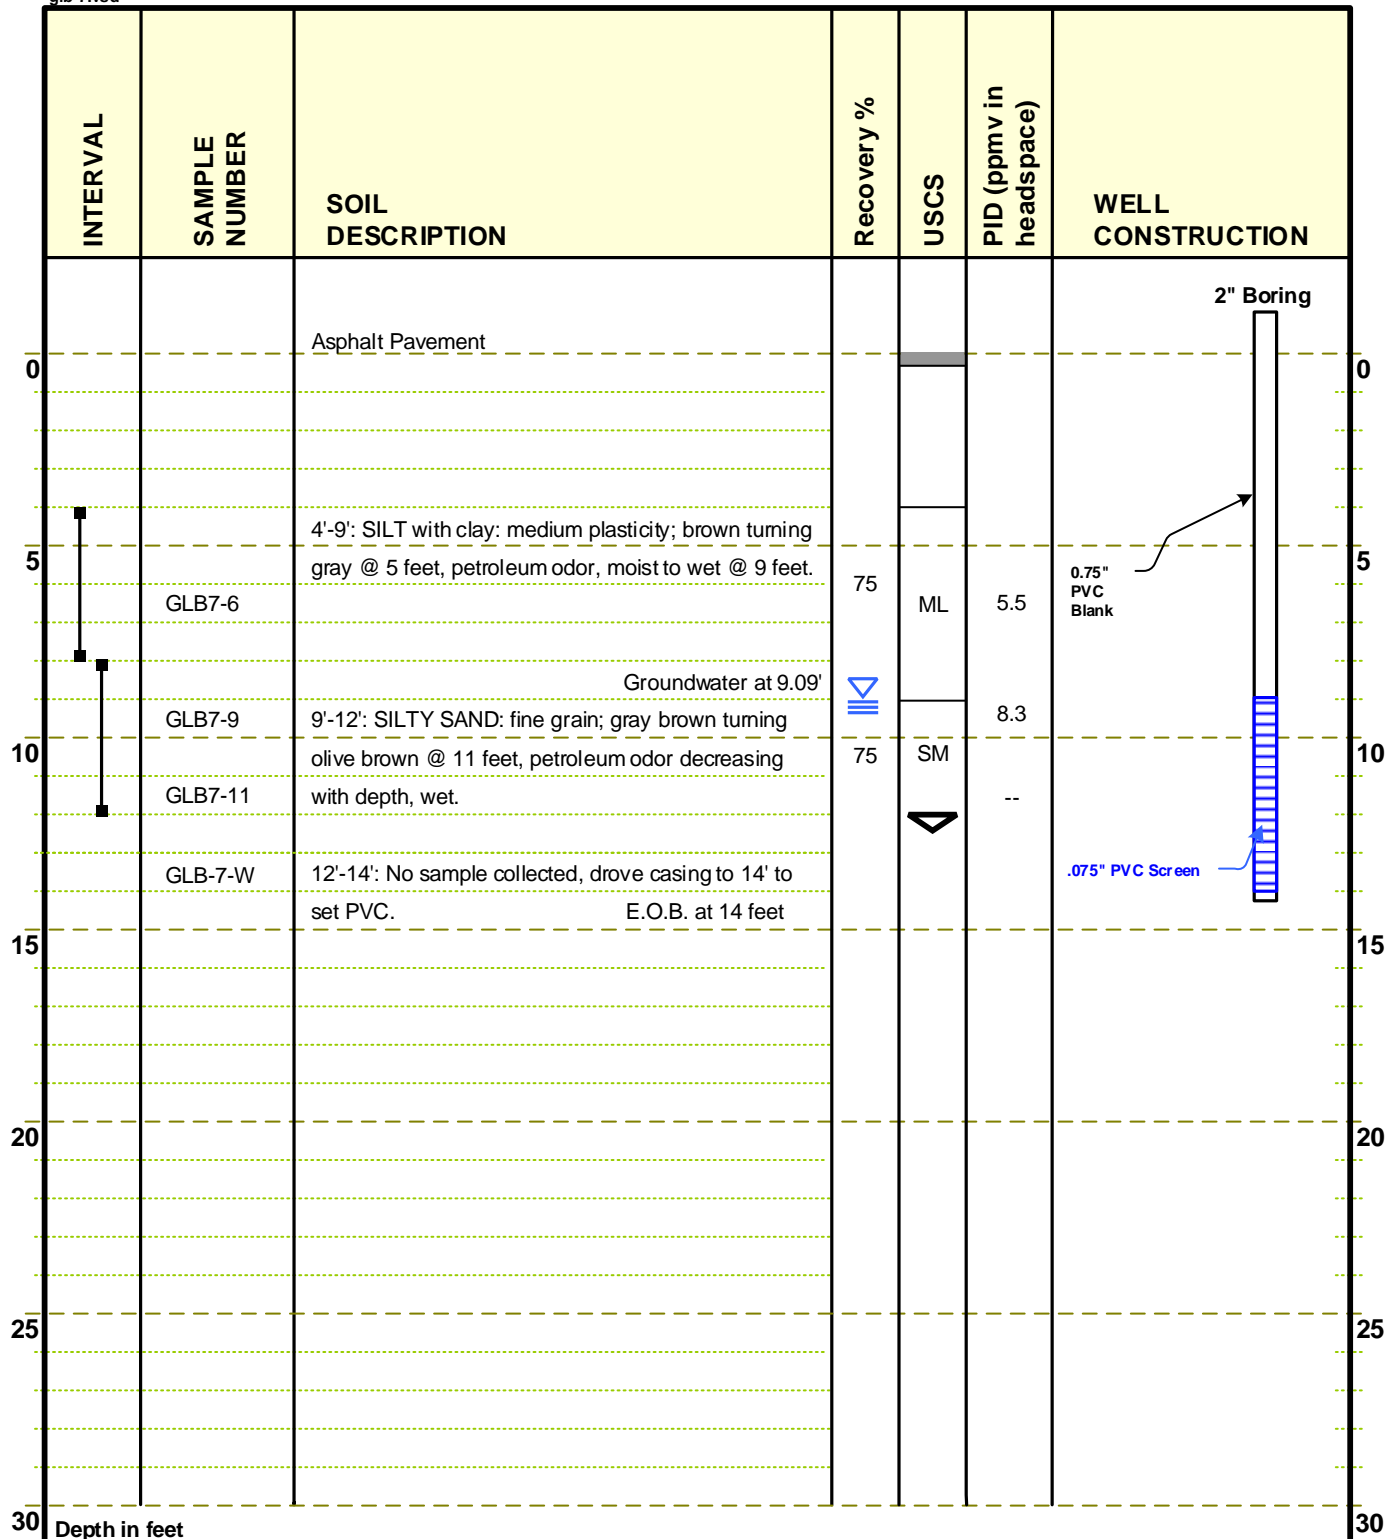 INTERVAL
SAMPLE
NUMBER
SOIL
DESCRIPTION
Recovery %
USCS
PID (ppmv in
headspace)
WELL
CONSTRUCTION
2" Boring
Asphalt Pavement
0
0
4'-9': SILT with clay: medium plasticity; brown turning
5
gray @ 5 feet, petroleum odor, moist to wet @ 9 feet.
75
5
0.75"
PVC
Blank
GLB7-6
ML
5.5
Groundwater at 9.09'
GLB7-9
9'-12': SILTY SAND: fine grain; gray brown turning
8.3
10
olive brown @ 11 feet, petroleum odor decreasing
75
SM
10
GLB7-11
with depth, wet.
--
GLB-7-W
12'-14': No sample collected, drove casing to 14' to
.075" PVC Screen
set PVC.
E.O.B. at 14 feet
15
15
20
20
25
25
30
Depth in feet
30